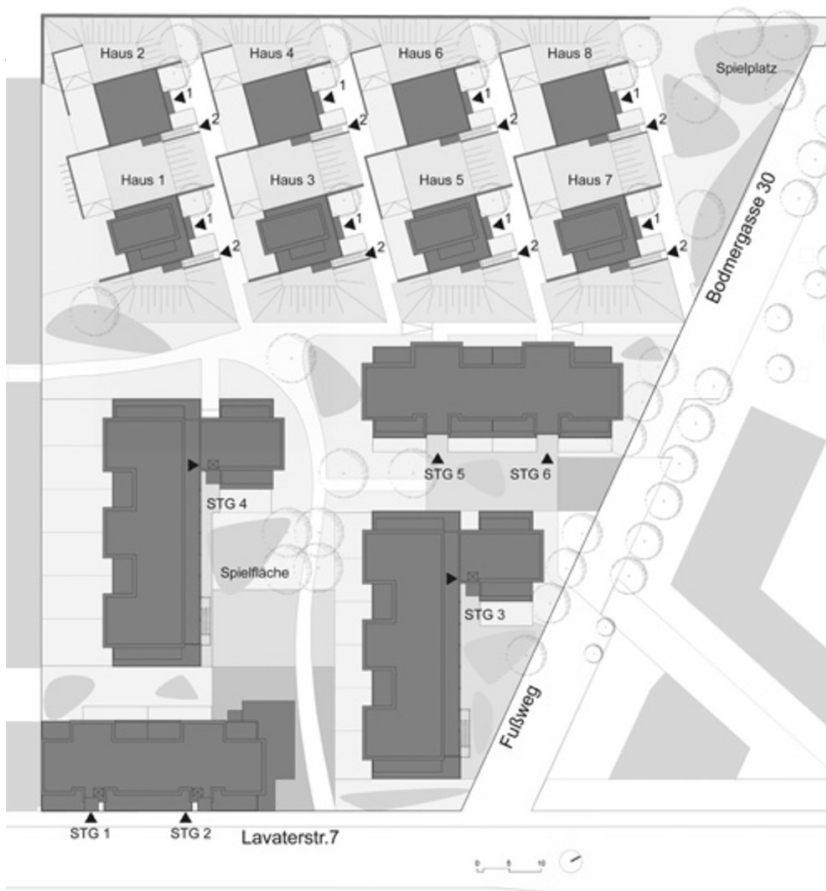 Haus 2 Haus 4 Haus 6 Haus 8
Spielplatz
1 1 1 1
2 2 2 2
Haus 1 Haus 3 Haus 5 Haus 7
1 1 1 1
2 2 2 2
Bodmergasse 30
STG 5 STG 6
STG 4
Spielfläche
STG 3
Fußweg
STG 1 STG 2
Lavaterstr.7
0 5 10